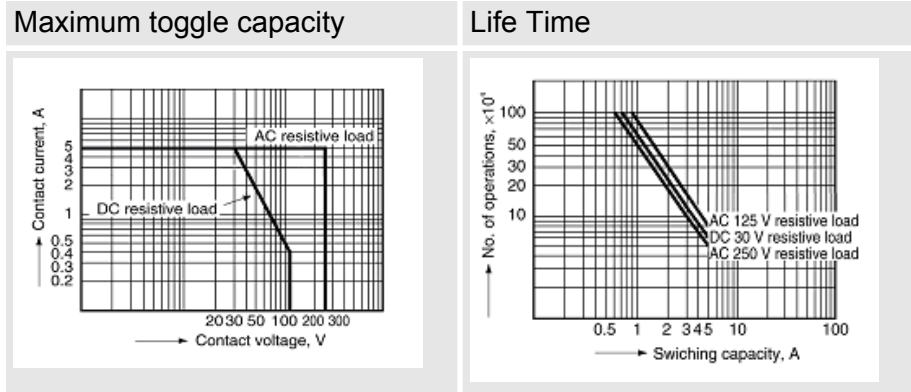 Maximum toggle capacity
Life Time
Contact current, A
5
4
3
2
1
0.5
0.4
0.3
0.2
AC resistive load
DC resistive load
20 30 50 100 200 300
Contact voltage, V
No. of operations, ×10⁴
100
50
30
20
10
AC 125 V resistive load
DC 30 V resistive load
AC 250 V resistive load
0.5 1 2 3 4 5 10 100
Swiching capacity, A